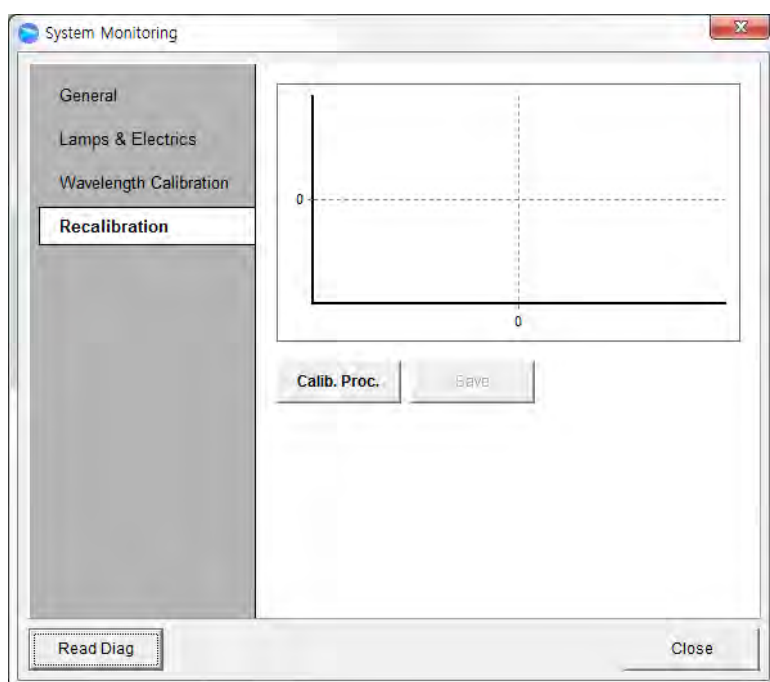 System Monitoring
General
Lamps & Electrics
Wavelength Calibration
Recalibration
0
0
Calib. Proc.
Save
Read Diag
Close